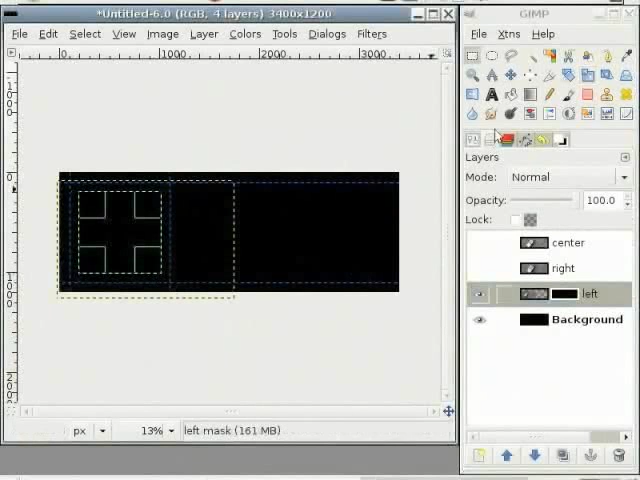 *Untitled-6.0 (RGB, 4 layers) 3400x1200
File Edit Select View Image Layer Colors Tools Dialogs Filters
0 1000 2000 3000
px 13% left mask (161 MB)
GIMP
File Xtns Help
Layers
Mode: Normal
Opacity: 100.0
Lock:
center
right
left
Background